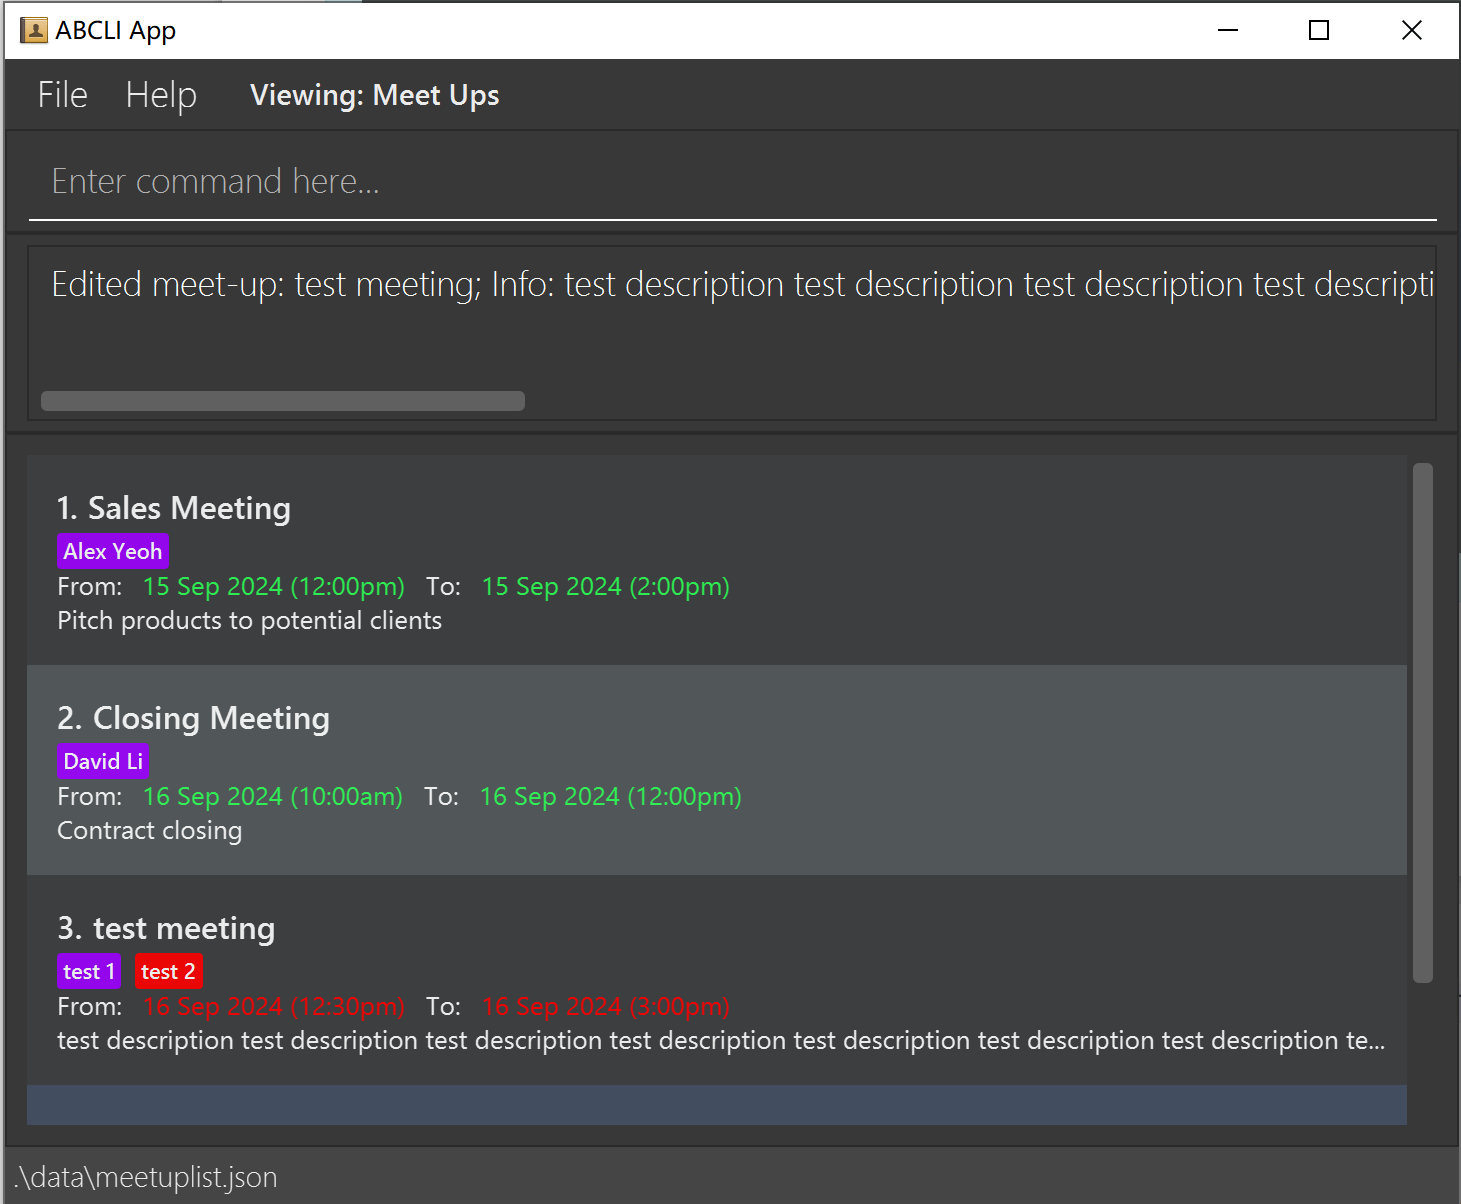 ABCLI App
File Help Viewing: Meet Ups
Enter command here...
Edited meet-up: test meeting; Info: test description test description test description test descripti
1. Sales Meeting
Alex Yeoh
From: 15 Sep 2024 (12:00pm) To: 15 Sep 2024 (2:00pm)
Pitch products to potential clients
2. Closing Meeting
David Li
From: 16 Sep 2024 (10:00am) To: 16 Sep 2024 (12:00pm)
Contract closing
3. test meeting
test 1 test 2
From: 16 Sep 2024 (12:30pm) To: 16 Sep 2024 (3:00pm)
test description test description test description test description test description test description test description te...
.\data\meetuplist.json